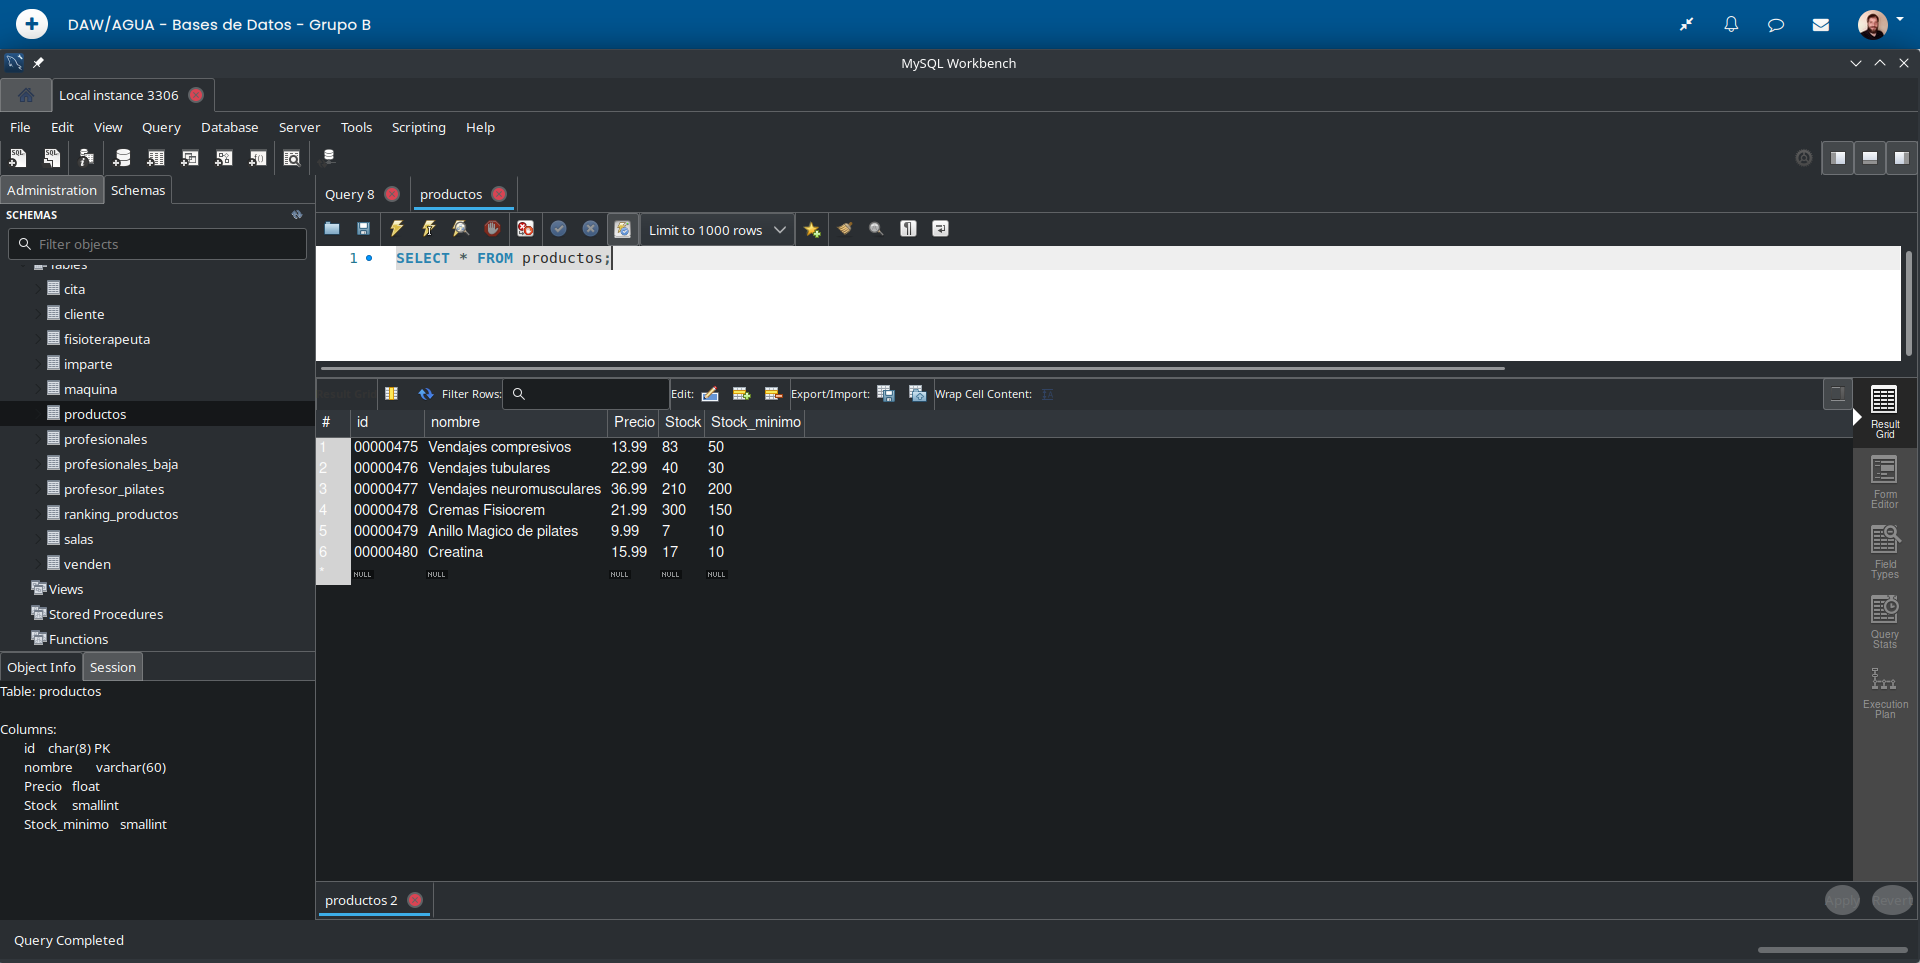 DAW/AGUA - Bases de Datos - Grupo B
MySQL Workbench
Local instance 3306
File Edit View Query Database Server Tools Scripting Help
Administration Schemas
SCHEMAS
Filter objects
Tables
cita
cliente
fisioterapeuta
imparte
maquina
productos
profesionales
profesionales_baja
profesor_pilates
ranking_productos
salas
venden
Views
Stored Procedures
Functions
Object Info Session
Table: productos
Columns:
id char(8) PK
nombre varchar(60)
Precio float
Stock smallint
Stock_minimo smallint
Query 8 productos
Limit to 1000 rows
1 SELECT * FROM productos;
Result Grid Filter Rows: Edit: Export/Import: Wrap Cell Content:
# id nombre Precio Stock Stock_minimo
1 00000475 Vendajes compresivos 13.99 83 50
2 00000476 Vendajes tubulares 22.99 40 30
3 00000477 Vendajes neuromusculares 36.99 210 200
4 00000478 Cremas Fisiocrem 21.99 300 150
5 00000479 Anillo Magico de pilates 9.99 7 10
6 00000480 Creatina 15.99 17 10
* NULL NULL NULL NULL NULL
Result
Grid
Form
Editor
Field
Types
Query
Stats
Execution
Plan
productos 2
Apply Revert
Query Completed